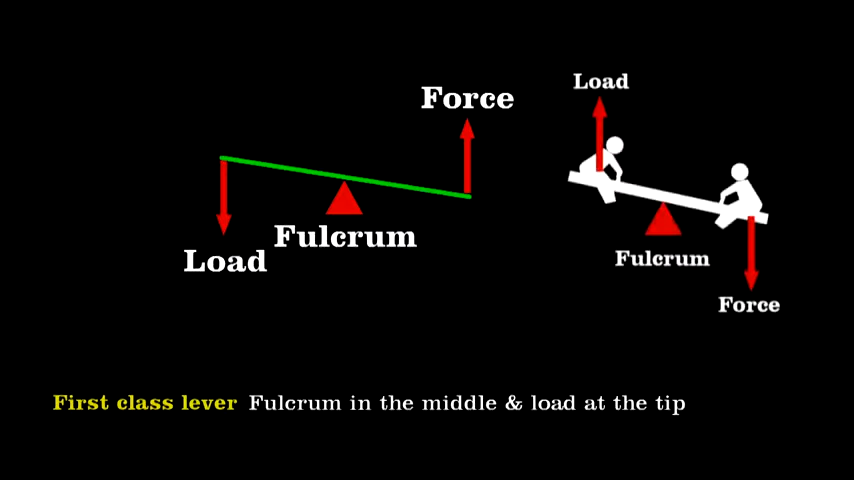 Load
Force
Fulcrum
Load
Fulcrum
Force
First class lever Fulcrum in the middle & load at the tip